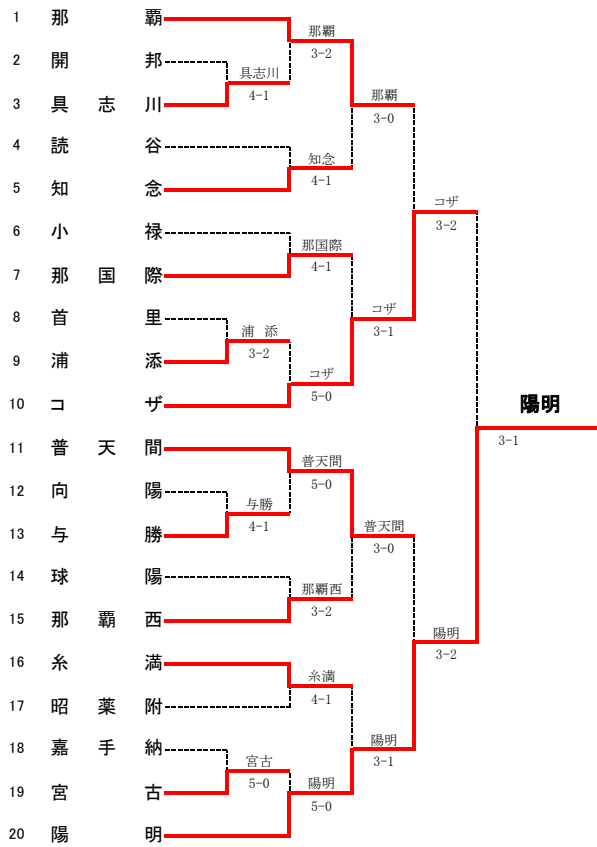 1 那覇
那覇
3-2
2 開邦
具志川
4-1
3 具志川
那覇
3-0
4 読谷
知念
4-1
5 知念
コザ
3-2
6 小禄
那国際
4-1
7 那国際
コザ
3-1
8 首里
浦添
3-2
9 浦添
コザ
5-0
10 コザ
陽明
3-1
11 普天間
普天間
5-0
12 向陽
与勝
4-1
13 与勝
普天間
3-0
14 球陽
那覇西
3-2
15 那覇西
陽明
3-2
16 糸満
糸満
4-1
17 昭薬附
陽明
3-1
18 嘉手納
宮古
5-0
19 宮古
陽明
5-0
20 陽明